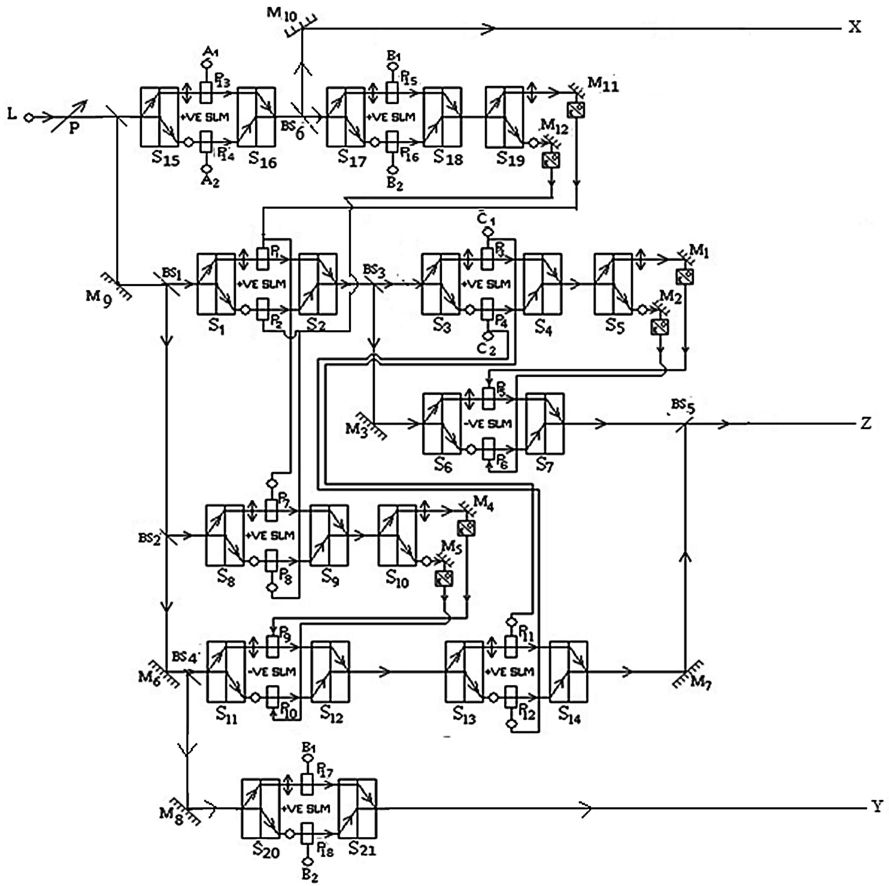 M10
X
A1
B1
L
P
P13
+VE SLM
P14
S15
S16
A2
BS6
P15
+VE SLM
P16
S17
S18
B2
S19
M11
M12
M9
BS1
P1
+VE SLM
P2
S1
S2
BS3
C1
P3
+VE SLM
P4
S3
S4
C2
S5
M1
M2
M3
P5
-VE SLM
P6
S6
S7
BS5
Z
BS2
P7
+VE SLM
P8
S8
S9
S10
M4
M5
M6
BS4
P9
-VE SLM
P10
S11
S12
P11
+VE SLM
P12
S13
S14
M7
M8
B1
P17
+VE SLM
P18
S20
S21
B2
Y